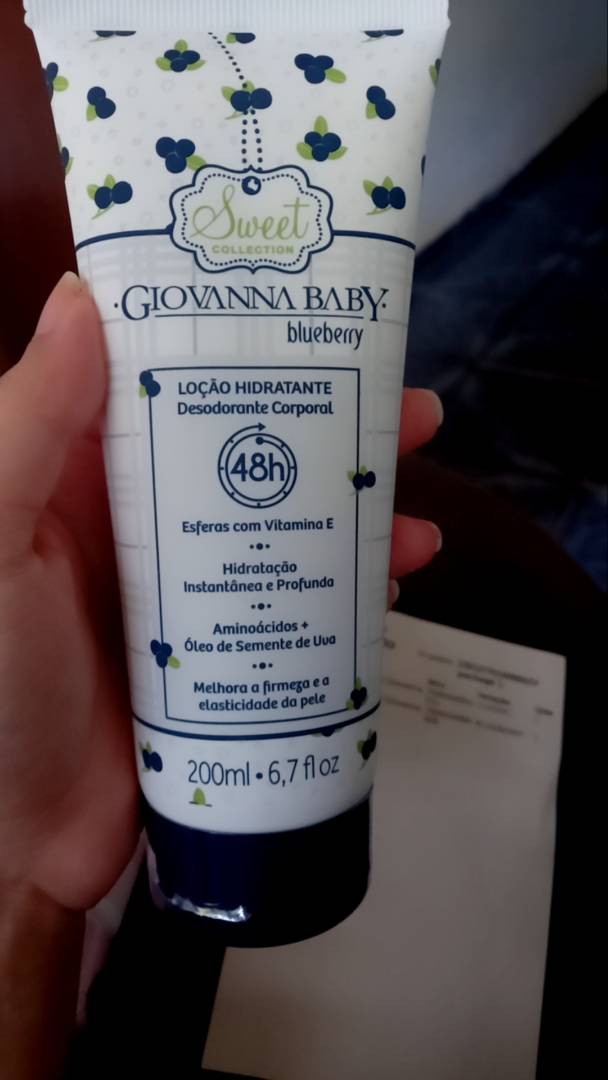 Sweet
COLLECTION
·GIOVANNA BABY·
blueberry
LOÇÃO HIDRATANTE
Desodorante Corporal
48h
Esferas com Vitamina E
Hidratação
Instantânea e Profunda
Aminoácidos +
Óleo de Semente de Uva
Melhora a firmeza e a
elasticidade da pele
200ml • 6,7 fl oz